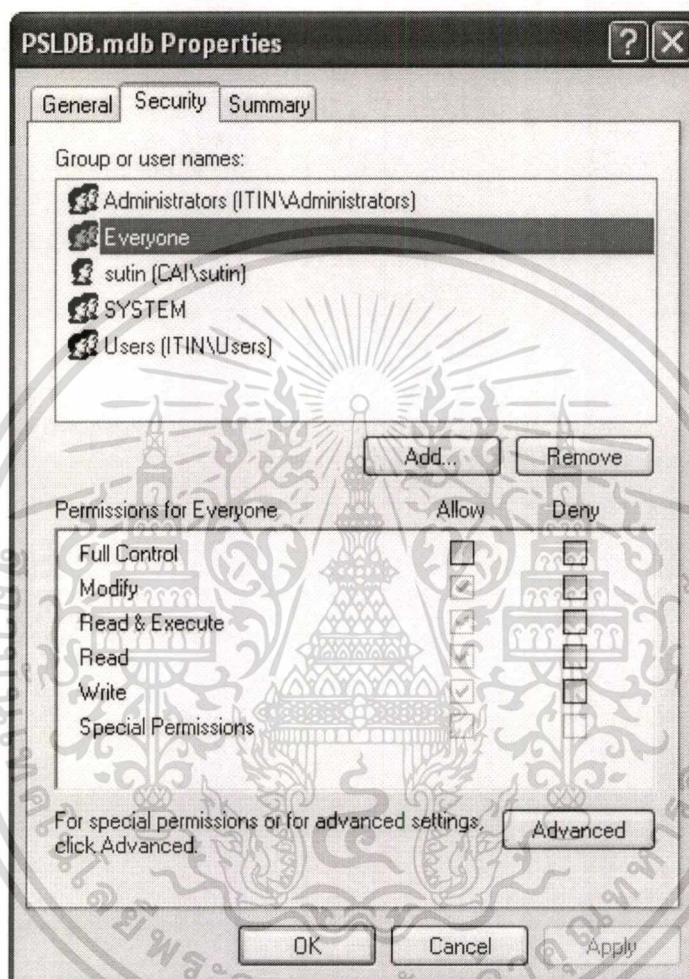 PSLDB.mdb Properties
General Security Summary
Group or user names:
Administrators (ITIN\Administrators)
Everyone
sutin (CAI\sutin)
SYSTEM
Users (ITIN\Users)
Add... Remove
Permissions for Everyone Allow Deny
Full Control
Modify
Read & Execute
Read
Write
Special Permissions
For special permissions or for advanced settings,
click Advanced.
Advanced
OK Cancel Apply